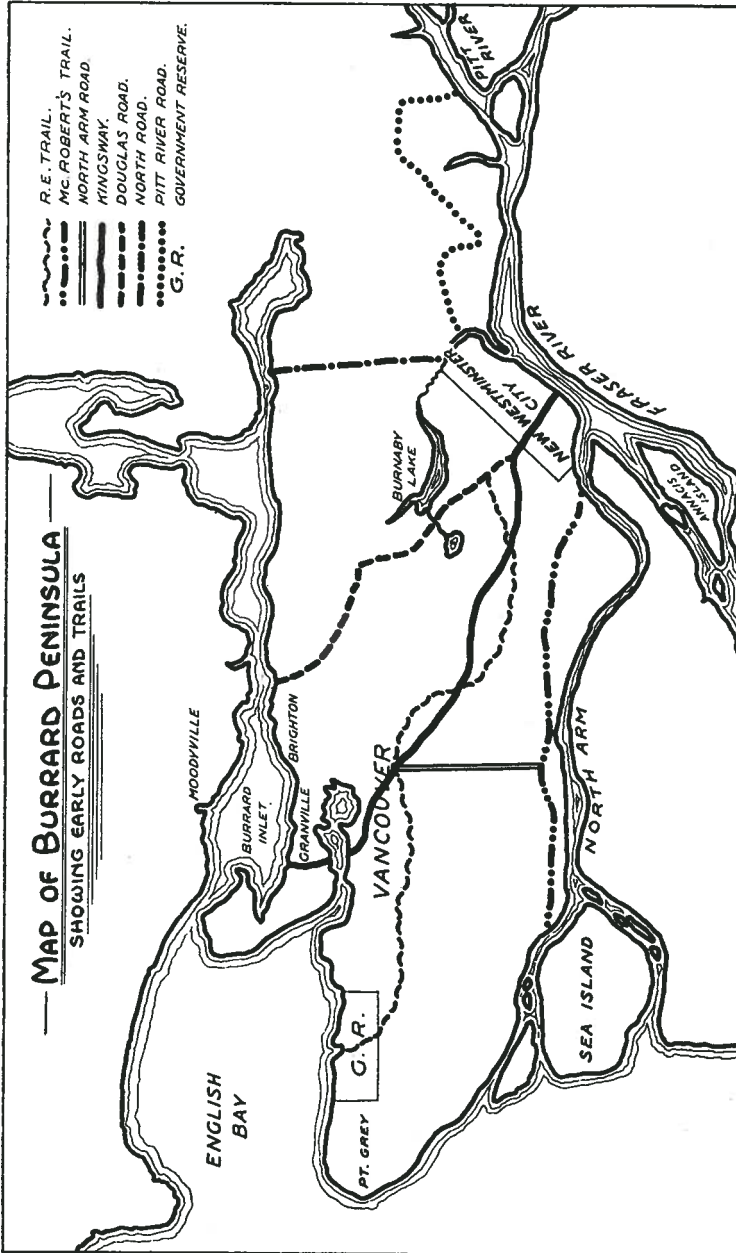 — MAP OF BURRARD PENINSULA —
SHOWING EARLY ROADS AND TRAILS
R.E. TRAIL.
Mc.ROBERT'S TRAIL.
NORTH ARM ROAD.
KINGSWAY.
DOUGLAS ROAD.
NORTH ROAD.
PITT RIVER ROAD.
G.R. GOVERNMENT RESERVE.
MOODYVILLE
BURRARD
INLET.
BRIGHTON
GRANVILLE
ENGLISH
BAY
VANCOUVER
G. R.
PT. GREY
BURNABY
LAKE
NEW WESTMINSTER
CITY
PITT
RIVER
FRASER RIVER
ANNACIS
ISLAND
NORTH ARM
SEA ISLAND